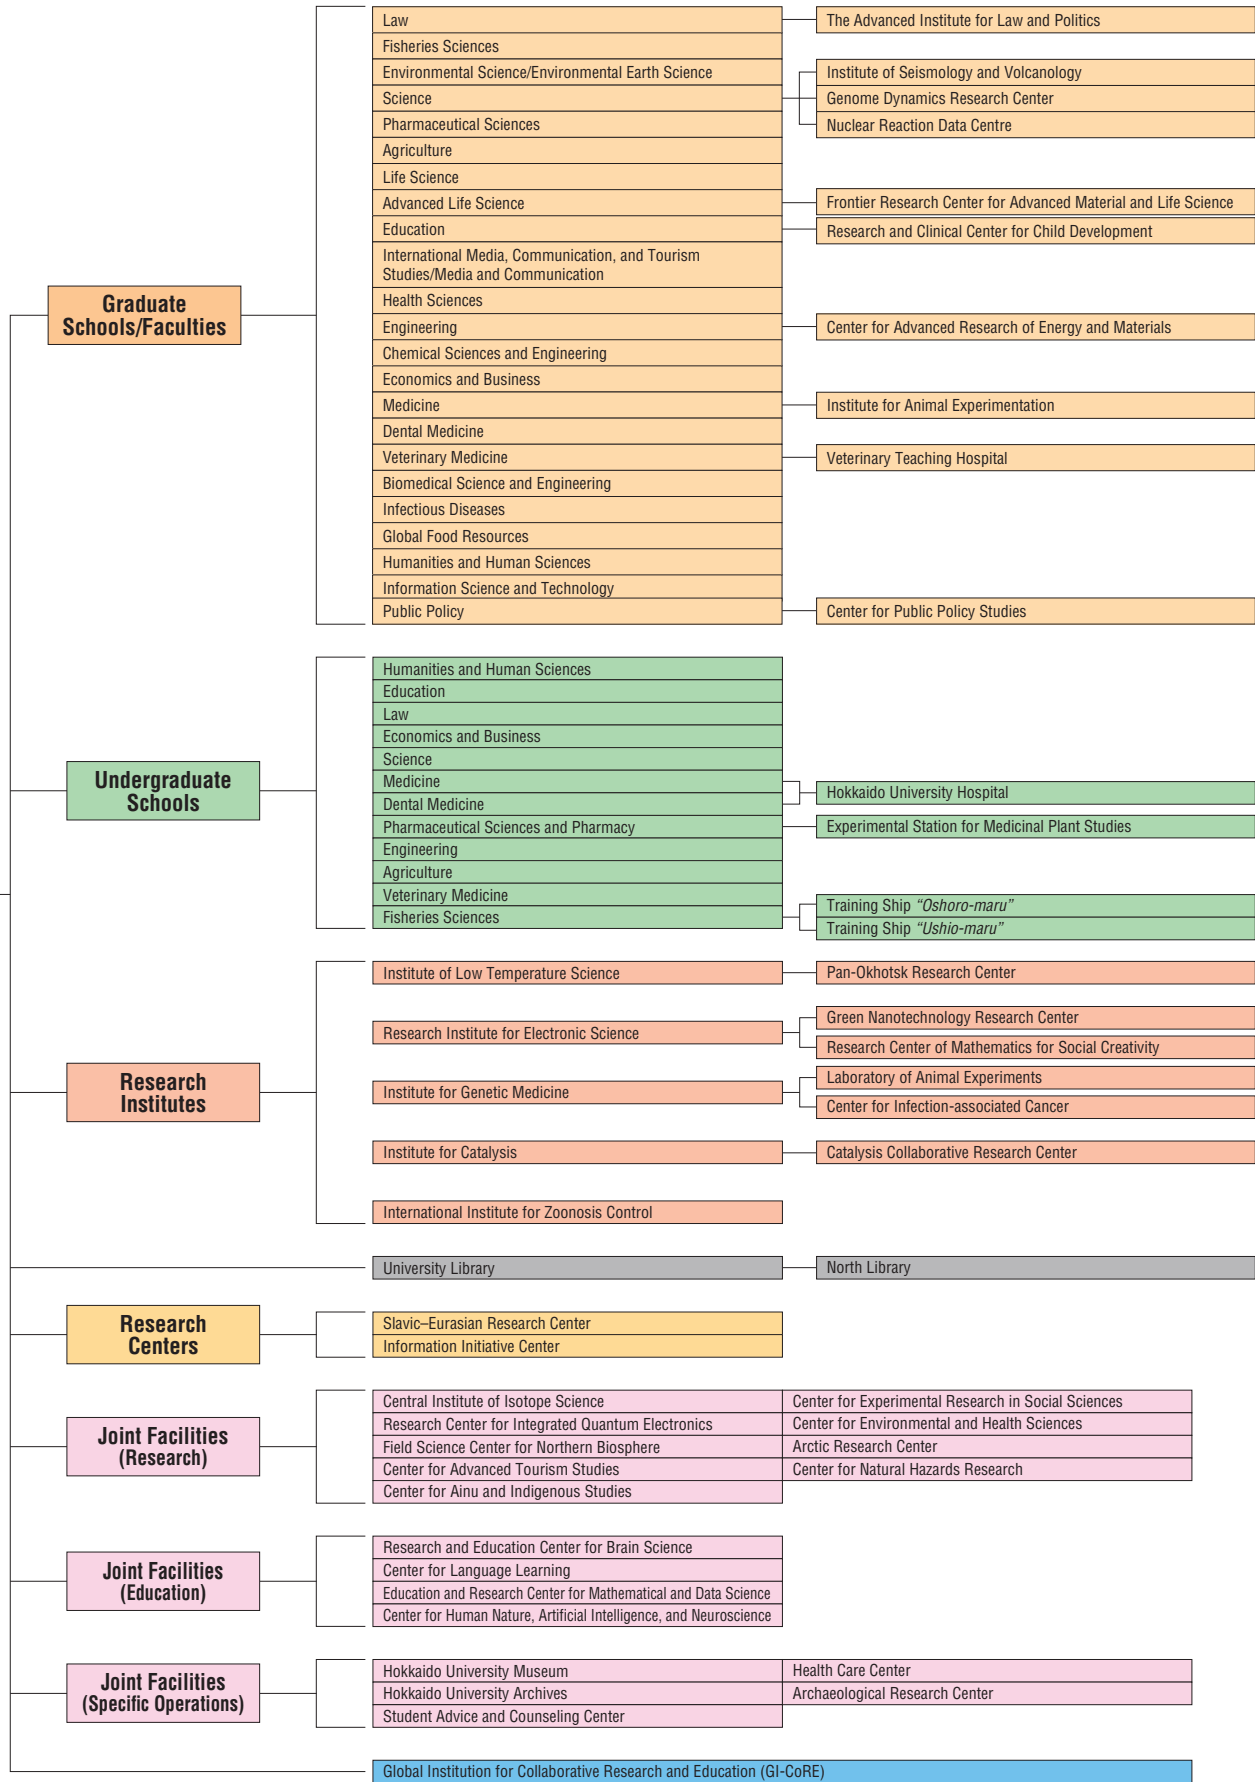 Graduate
Schools/Faculties
Law
The Advanced Institute for Law and Politics
Fisheries Sciences
Environmental Science/Environmental Earth Science
Institute of Seismology and Volcanology
Science
Genome Dynamics Research Center
Pharmaceutical Sciences
Nuclear Reaction Data Centre
Agriculture
Life Science
Advanced Life Science
Frontier Research Center for Advanced Material and Life Science
Education
Research and Clinical Center for Child Development
International Media, Communication, and Tourism
Studies/Media and Communication
Health Sciences
Engineering
Center for Advanced Research of Energy and Materials
Chemical Sciences and Engineering
Economics and Business
Medicine
Institute for Animal Experimentation
Dental Medicine
Veterinary Medicine
Veterinary Teaching Hospital
Biomedical Science and Engineering
Infectious Diseases
Global Food Resources
Humanities and Human Sciences
Information Science and Technology
Public Policy
Center for Public Policy Studies
Undergraduate
Schools
Humanities and Human Sciences
Education
Law
Economics and Business
Science
Medicine
Hokkaido University Hospital
Dental Medicine
Pharmaceutical Sciences and Pharmacy
Experimental Station for Medicinal Plant Studies
Engineering
Agriculture
Veterinary Medicine
Fisheries Sciences
Training Ship “Oshoro-maru”
Training Ship “Ushio-maru”
Research
Institutes
Institute of Low Temperature Science
Pan-Okhotsk Research Center
Research Institute for Electronic Science
Green Nanotechnology Research Center
Research Center of Mathematics for Social Creativity
Institute for Genetic Medicine
Laboratory of Animal Experiments
Center for Infection-associated Cancer
Institute for Catalysis
Catalysis Collaborative Research Center
International Institute for Zoonosis Control
University Library
North Library
Research
Centers
Slavic–Eurasian Research Center
Information Initiative Center
Joint Facilities
(Research)
Central Institute of Isotope Science
Center for Experimental Research in Social Sciences
Research Center for Integrated Quantum Electronics
Center for Environmental and Health Sciences
Field Science Center for Northern Biosphere
Arctic Research Center
Center for Advanced Tourism Studies
Center for Natural Hazards Research
Center for Ainu and Indigenous Studies
Joint Facilities
(Education)
Research and Education Center for Brain Science
Center for Language Learning
Education and Research Center for Mathematical and Data Science
Center for Human Nature, Artificial Intelligence, and Neuroscience
Joint Facilities
(Specific Operations)
Hokkaido University Museum
Health Care Center
Hokkaido University Archives
Archaeological Research Center
Student Advice and Counseling Center
Global Institution for Collaborative Research and Education (GI-CoRE)